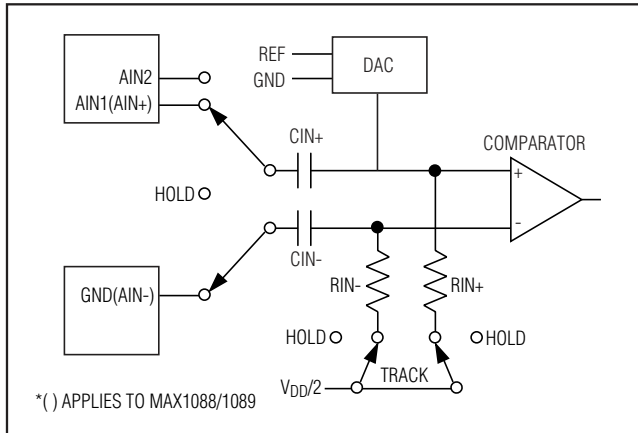 REF
GND
DAC
AIN2
AIN1(AIN+)
CIN+
COMPARATOR
+
HOLD
-
CIN-
GND(AIN-)
RIN-
RIN+
HOLD
HOLD
TRACK
VDD/2
*( ) APPLIES TO MAX1088/1089